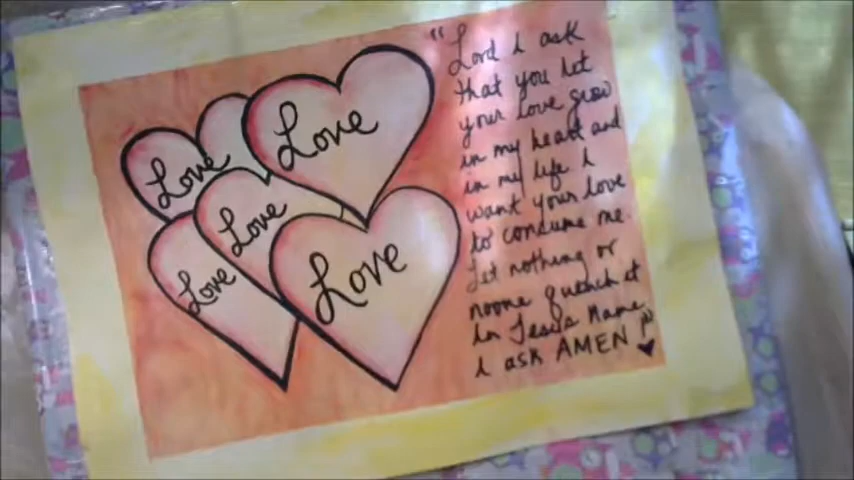 Love
Love
Love
Love
Love
"Lord I ask
that you let
your love grow
in my heart and
in my life I
want your love
to consume me.
Let nothing or
noone quench it
In Jesus Name
I ask AMEN"